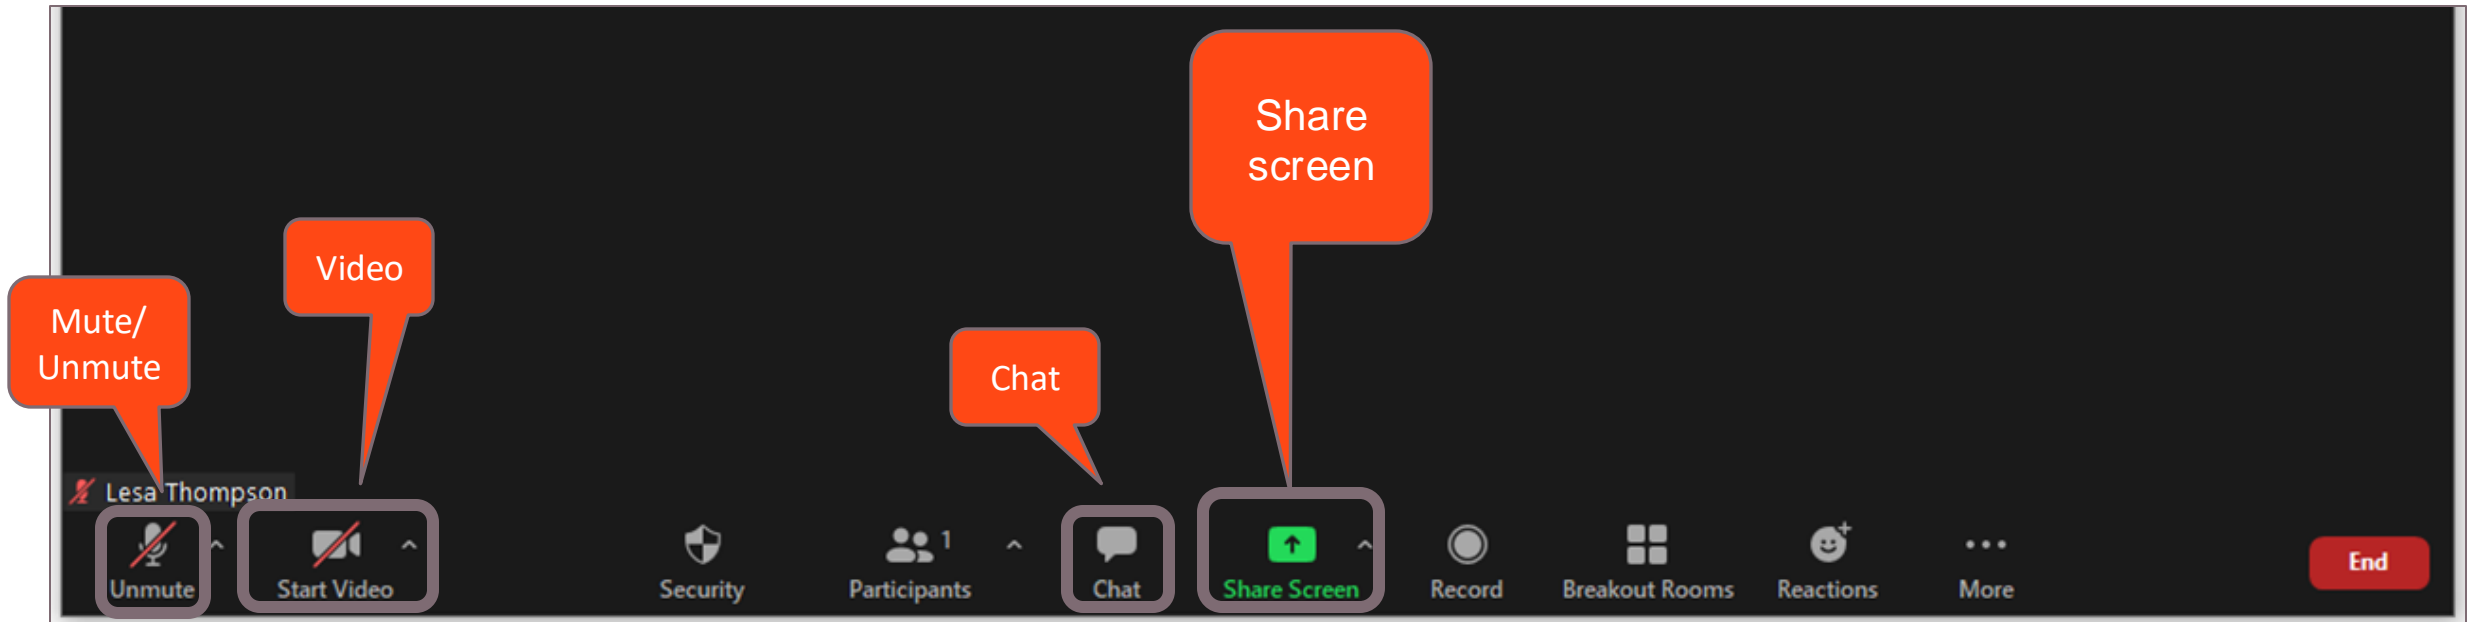 Share
screen
Video
Mute/
Unmute
Chat
Lesa Thompson
Unmute
Start Video
Security
Participants
1
Chat
Share Screen
Record
Breakout Rooms
Reactions
More
End